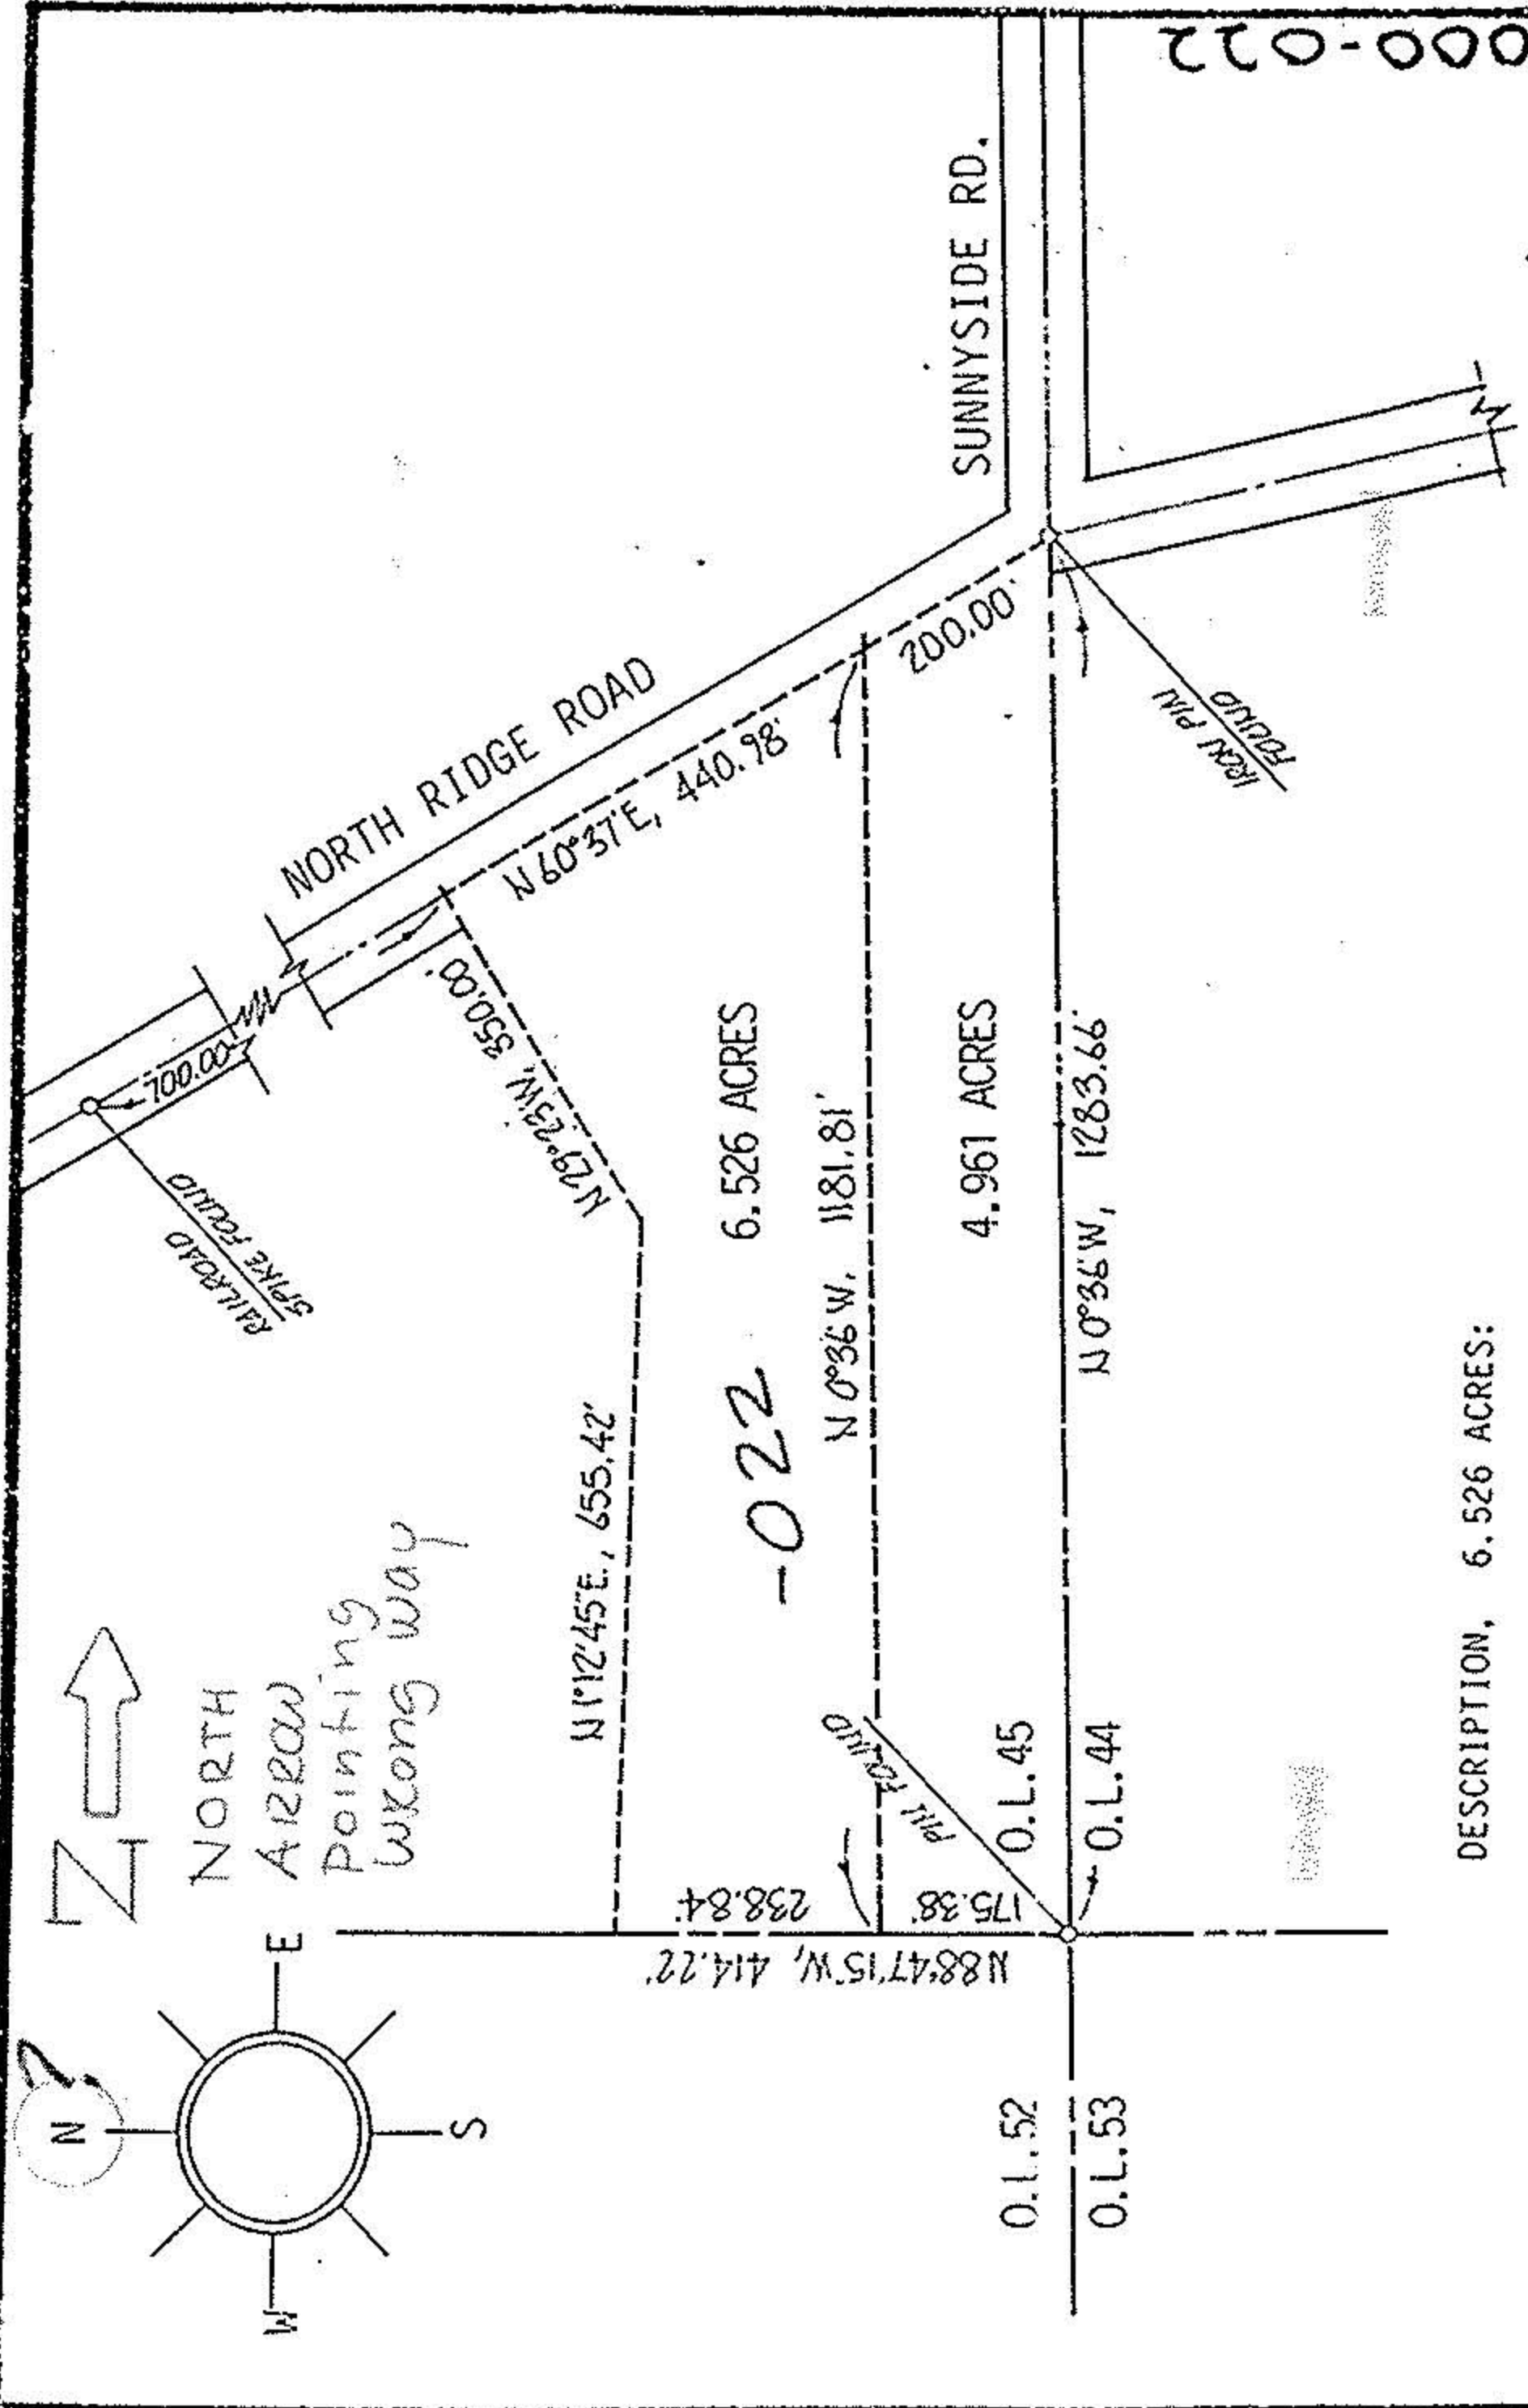 000-022
N
?
E
S
W
N
NORTH
ARROW
Pointing
Wrong way
RAILROAD
SPIKE FOUND
700.00'
NORTH RIDGE ROAD
SUNNYSIDE RD.
N 29°23'W, 350.00'
N 60°37'E, 440.98'
200.00'
N 1°12'45"E, 655.42'
-022
6.526 ACRES
N 0°36'W, 1181.81'
4.961 ACRES
N 0°36'W, 1283.66'
IRON PIN
FOUND
PIN FOUND
238.84'
175.38'
N 88°47'15"W, 414.22'
O.L.45
O.L.44
O.L.52
O.L.53
DESCRIPTION, 6.526 ACRES: